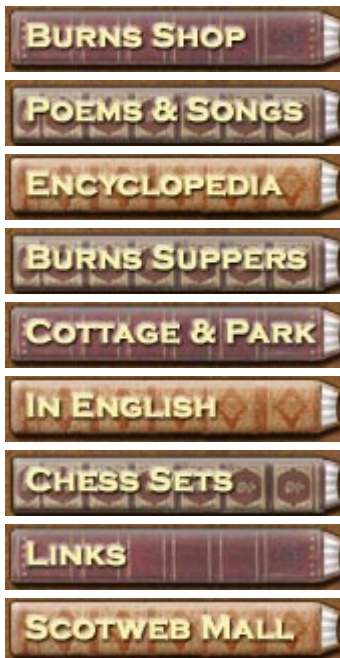 Burns Shop
Poems & Songs
Encyclopedia
Burns Suppers
Cottage & Park
In English
Chess Sets
Links
Scotweb Mall